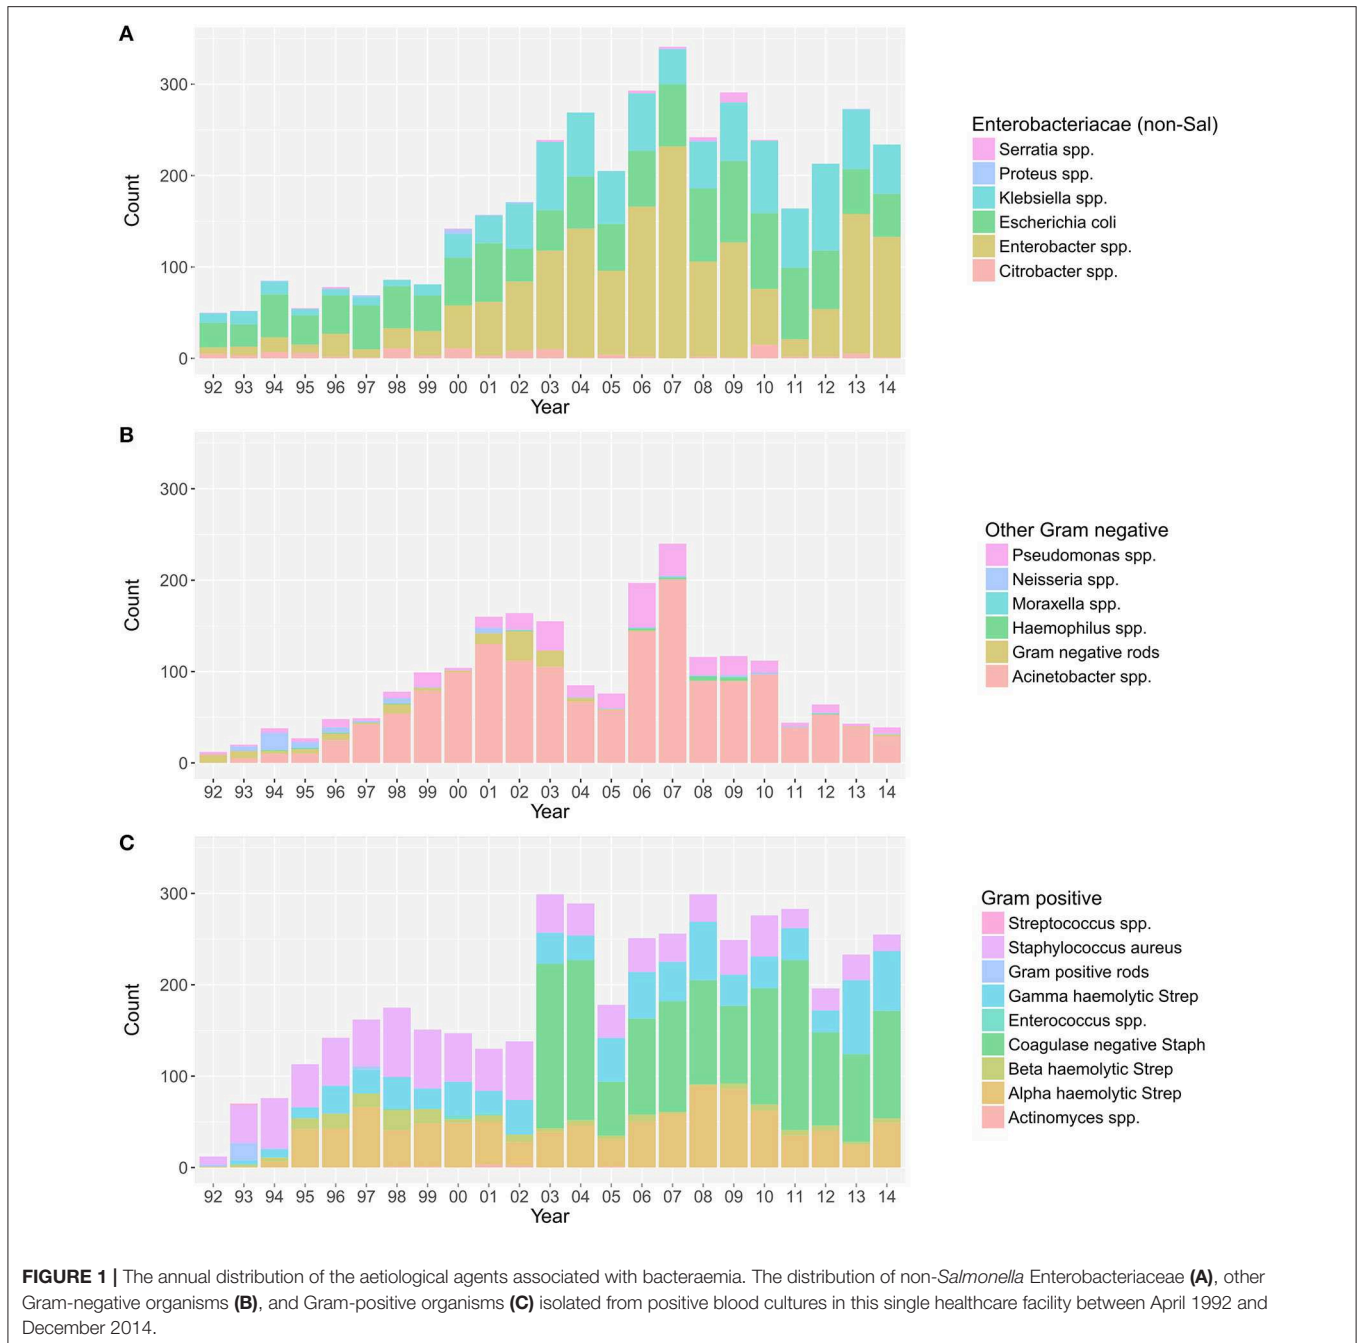 A
300
200
100
0
Count
92 93 94 95 96 97 98 99 00 01 02 03 04 05 06 07 08 09 10 11 12 13 14
Year
Enterobacteriacae (non-Sal)
Serratia spp.
Proteus spp.
Klebsiella spp.
Escherichia coli
Enterobacter spp.
Citrobacter spp.
B
300
200
100
0
Count
92 93 94 95 96 97 98 99 00 01 02 03 04 05 06 07 08 09 10 11 12 13 14
Year
Other Gram negative
Pseudomonas spp.
Neisseria spp.
Moraxella spp.
Haemophilus spp.
Gram negative rods
Acinetobacter spp.
C
300
200
100
0
Count
92 93 94 95 96 97 98 99 00 01 02 03 04 05 06 07 08 09 10 11 12 13 14
Year
Gram positive
Streptococcus spp.
Staphylococcus aureus
Gram positive rods
Gamma haemolytic Strep
Enterococcus spp.
Coagulase negative Staph
Beta haemolytic Strep
Alpha haemolytic Strep
Actinomyces spp.
FIGURE 1 | The annual distribution of the aetiological agents associated with bacteraemia. The distribution of non-Salmonella Enterobacteriaceae (A), other
Gram-negative organisms (B), and Gram-positive organisms (C) isolated from positive blood cultures in this single healthcare facility between April 1992 and
December 2014.